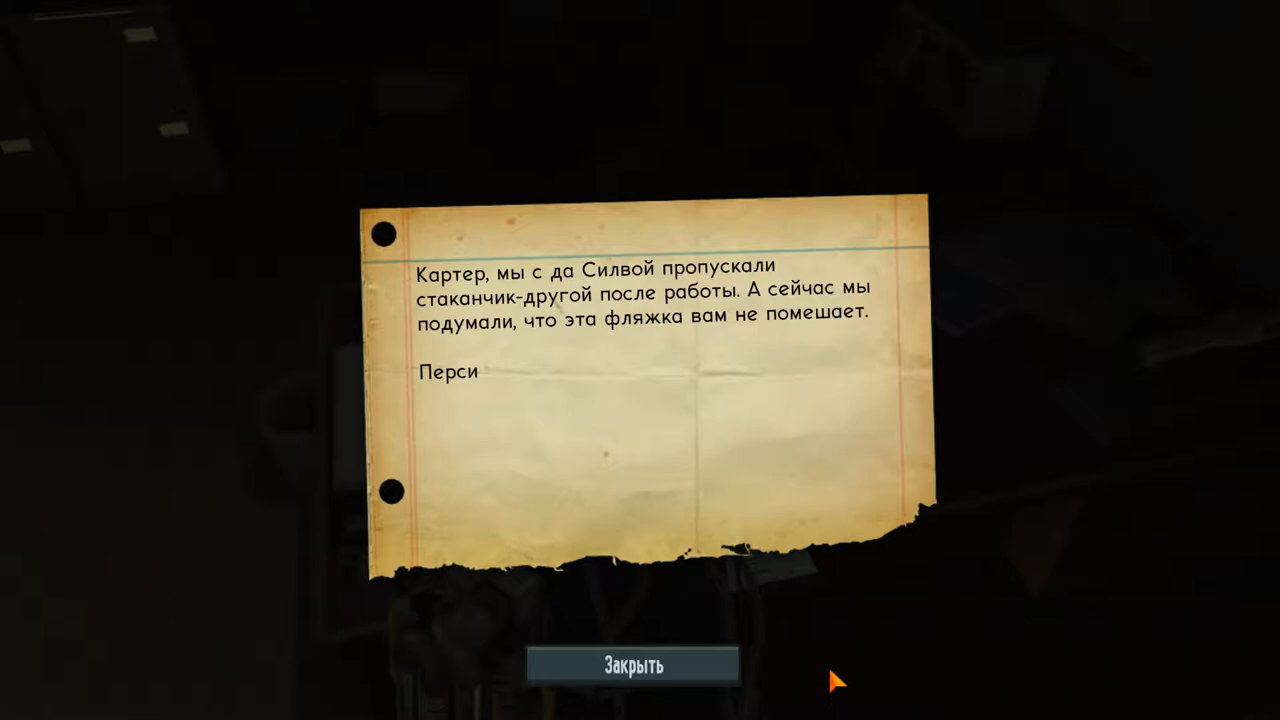 Картер, мы с да Силвой пропускали
стаканчик-другой после работы. А сейчас мы
подумали, что эта фляжка вам не помешает.
Перси
Закрыть